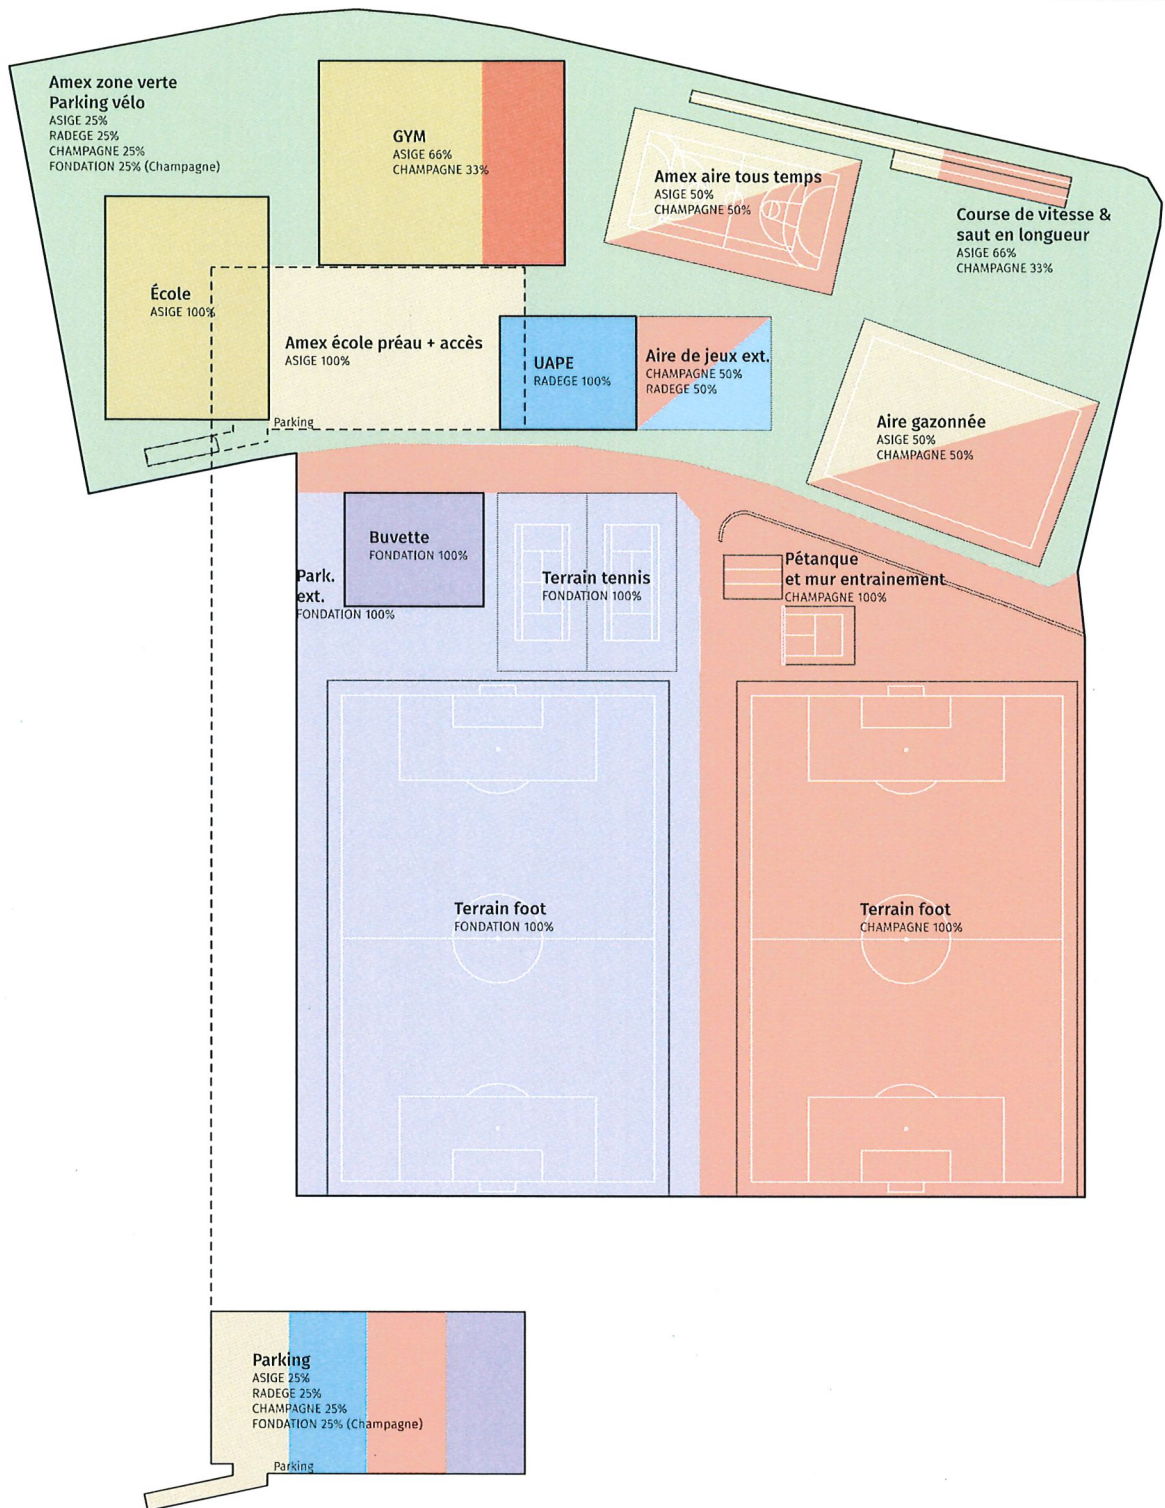 Amex zone verte
Parking vélo
ASIGE 25%
RADEGE 25%
CHAMPAGNE 25%
FONDATION 25% (Champagne)
GYM
ASIGE 66%
CHAMPAGNE 33%
Amex aire tous temps
ASIGE 50%
CHAMPAGNE 50%
Course de vitesse &
saut en longueur
ASIGE 66%
CHAMPAGNE 33%
École
ASIGE 100%
Amex école préau + accès
ASIGE 100%
UAPE
RADEGE 100%
Aire de jeux ext.
CHAMPAGNE 50%
RADEGE 50%
Aire gazonnée
ASIGE 50%
CHAMPAGNE 50%
Parking
Buvette
FONDATION 100%
Park.
ext.
FONDATION 100%
Terrain tennis
FONDATION 100%
Pétanque
et mur entrainement
CHAMPAGNE 100%
Terrain foot
FONDATION 100%
Terrain foot
CHAMPAGNE 100%
Parking
ASIGE 25%
RADEGE 25%
CHAMPAGNE 25%
FONDATION 25% (Champagne)
Parking